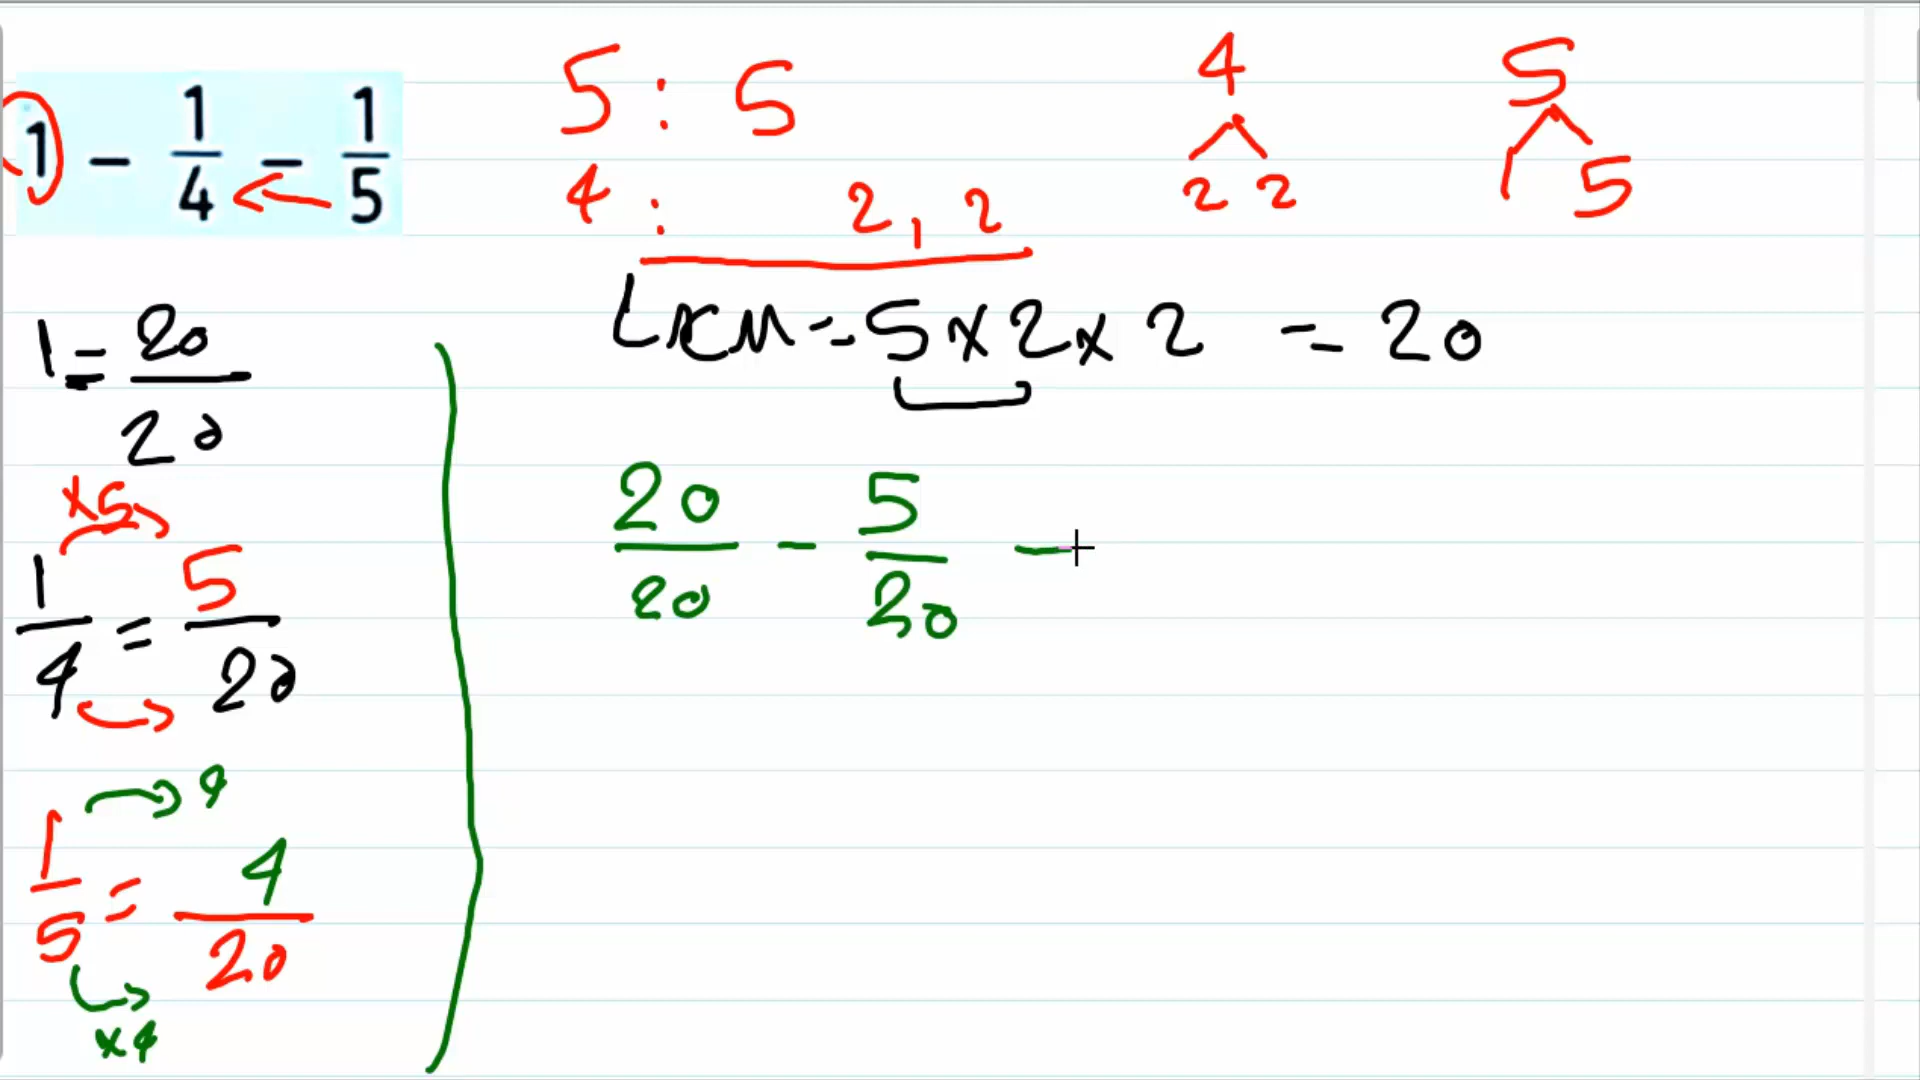 1 - 1/4 - 1/5
5 : 5
4 : 2, 2
4
2 2
5
1 5
LCM = 5 x 2 x 2 = 20
1 = 20/20
x5
1/4 = 5/20
20/20 - 5/20 -
4
1/5 = 4/20
x4